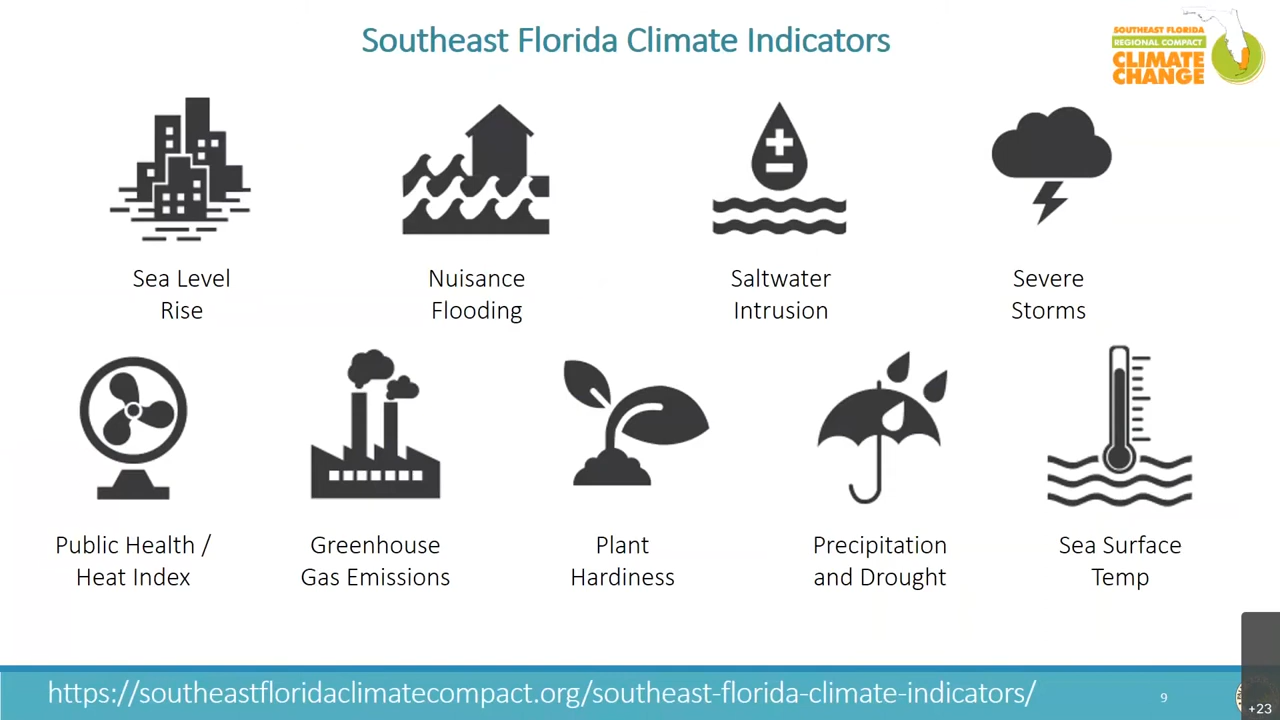 Southeast Florida Climate Indicators
SOUTHEAST FLORIDA
REGIONAL COMPACT
CLIMATE
CHANGE
Sea Level
Rise
Nuisance
Flooding
Saltwater
Intrusion
Severe
Storms
Public Health /
Heat Index
Greenhouse
Gas Emissions
Plant
Hardiness
Precipitation
and Drought
Sea Surface
Temp
https://southeastfloridaclimatecompact.org/southeast-florida-climate-indicators/
9
+23